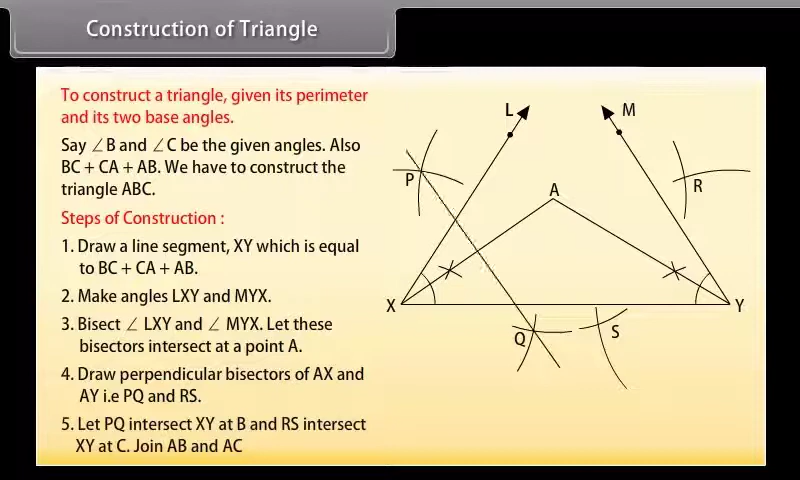 Construction of Triangle
To construct a triangle, given its perimeter
and its two base angles.
Say ∠B and ∠C be the given angles. Also
BC + CA + AB. We have to construct the
triangle ABC.
Steps of Construction :
1. Draw a line segment, XY which is equal
to BC + CA + AB.
2. Make angles LXY and MYX.
3. Bisect ∠ LXY and ∠ MYX. Let these
bisectors intersect at a point A.
4. Draw perpendicular bisectors of AX and
AY i.e PQ and RS.
5. Let PQ intersect XY at B and RS intersect
XY at C. Join AB and AC
L
M
P
A
R
X
Y
Q
S